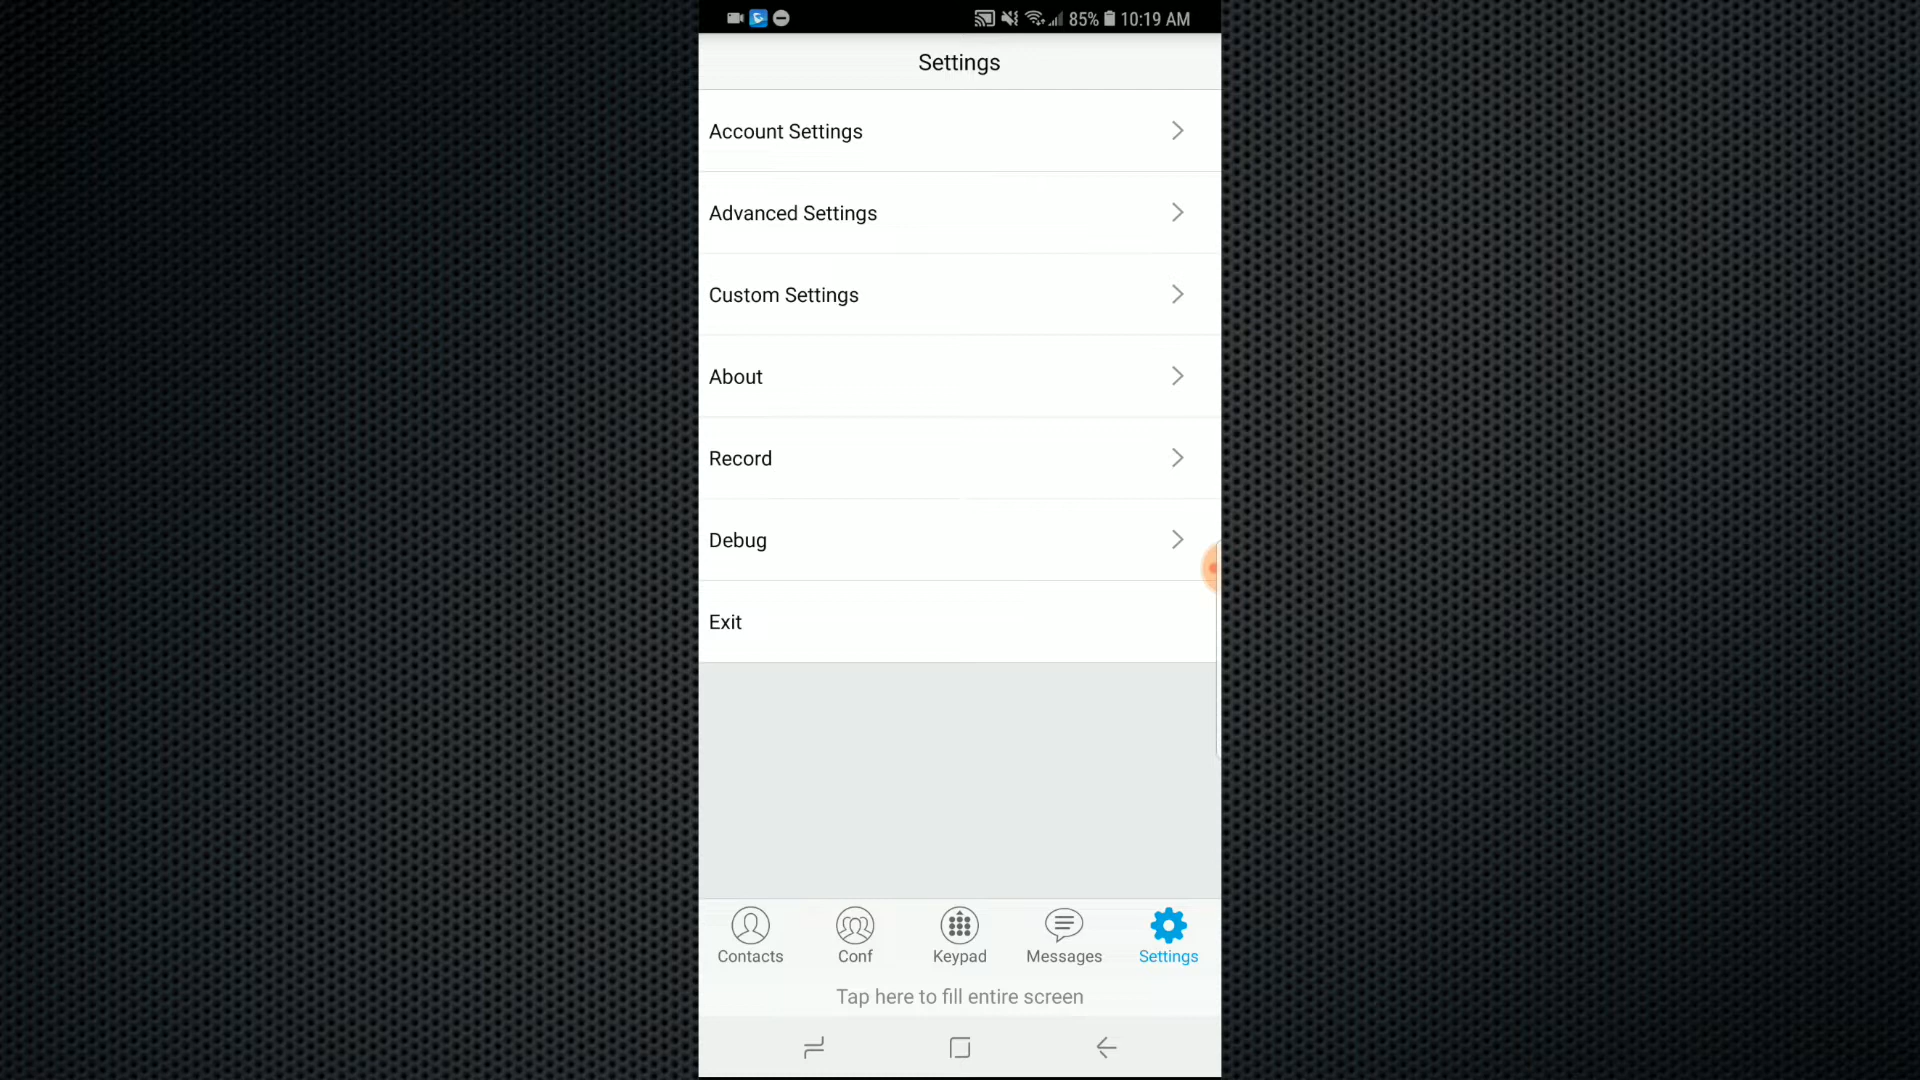 85% 10:19 AM
Settings
Account Settings
Advanced Settings
Custom Settings
About
Record
Debug
Exit
Contacts Conf Keypad Messages Settings
Tap here to fill entire screen